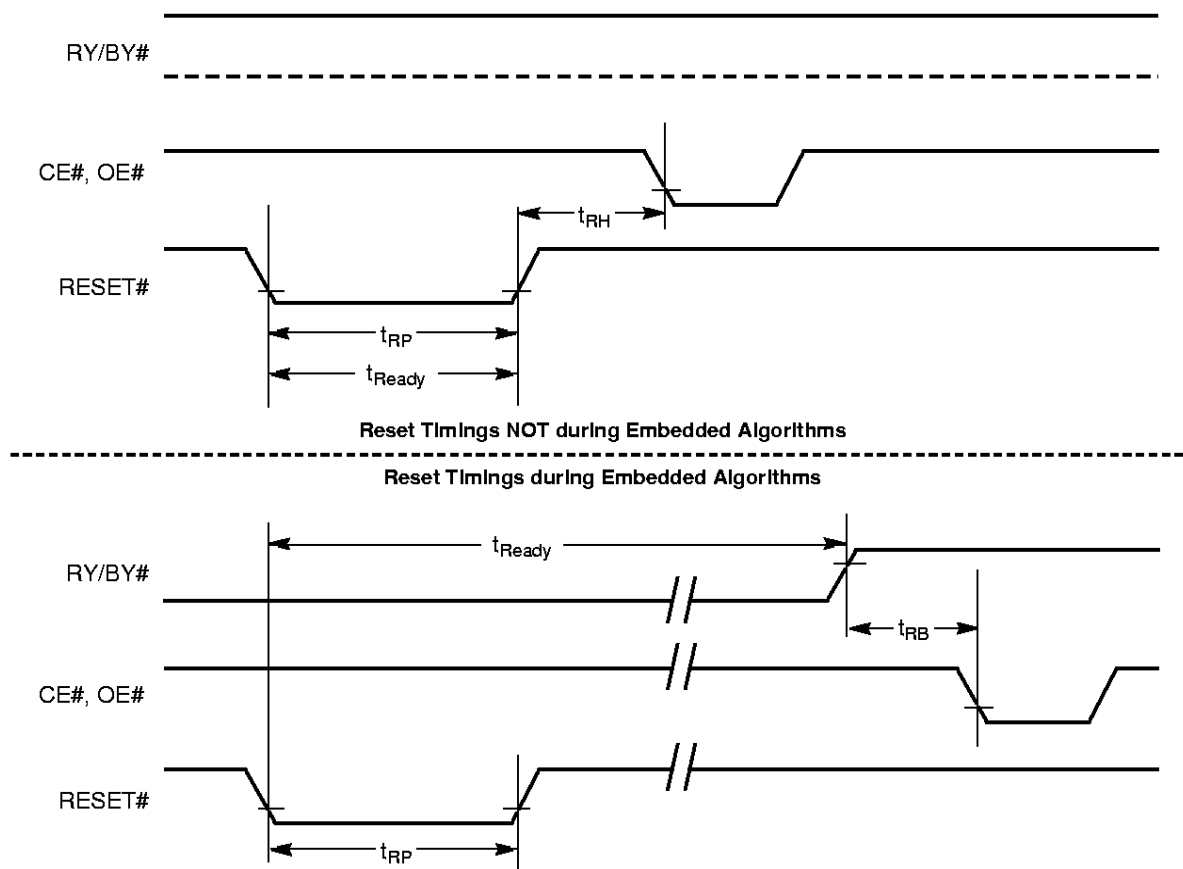 RY/BY#
CE#, OE#
tRH
RESET#
tRP
tReady
Reset Timings NOT during Embedded Algorithms
Reset Timings during Embedded Algorithms
tReady
RY/BY#
tRB
CE#, OE#
RESET#
tRP